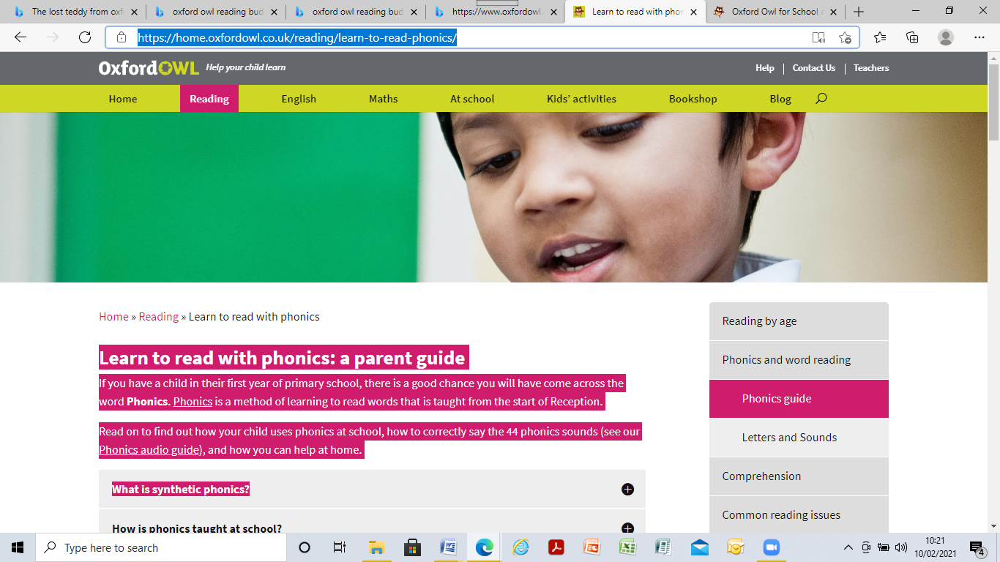 The lost teddy from oxf
oxford owl reading bud
oxford owl reading bud
https://www.oxfordowl.
Learn to read with phon
Oxford Owl for School a
https://home.oxfordowl.co.uk/reading/learn-to-read-phonics/
OxfordOWL Help your child learn
Help | Contact Us | Teachers
Home Reading English Maths At school Kids' activities Bookshop Blog
Home » Reading » Learn to read with phonics
Learn to read with phonics: a parent guide
If you have a child in their first year of primary school, there is a good chance you will have come across the
word Phonics. Phonics is a method of learning to read words that is taught from the start of Reception.
Read on to find out how your child uses phonics at school, how to correctly say the 44 phonics sounds (see our
Phonics audio guide), and how you can help at home.
What is synthetic phonics?
How is phonics taught at school?
Reading by age
Phonics and word reading
Phonics guide
Letters and Sounds
Comprehension
Common reading issues
Type here to search
10:21
10/02/2021
4